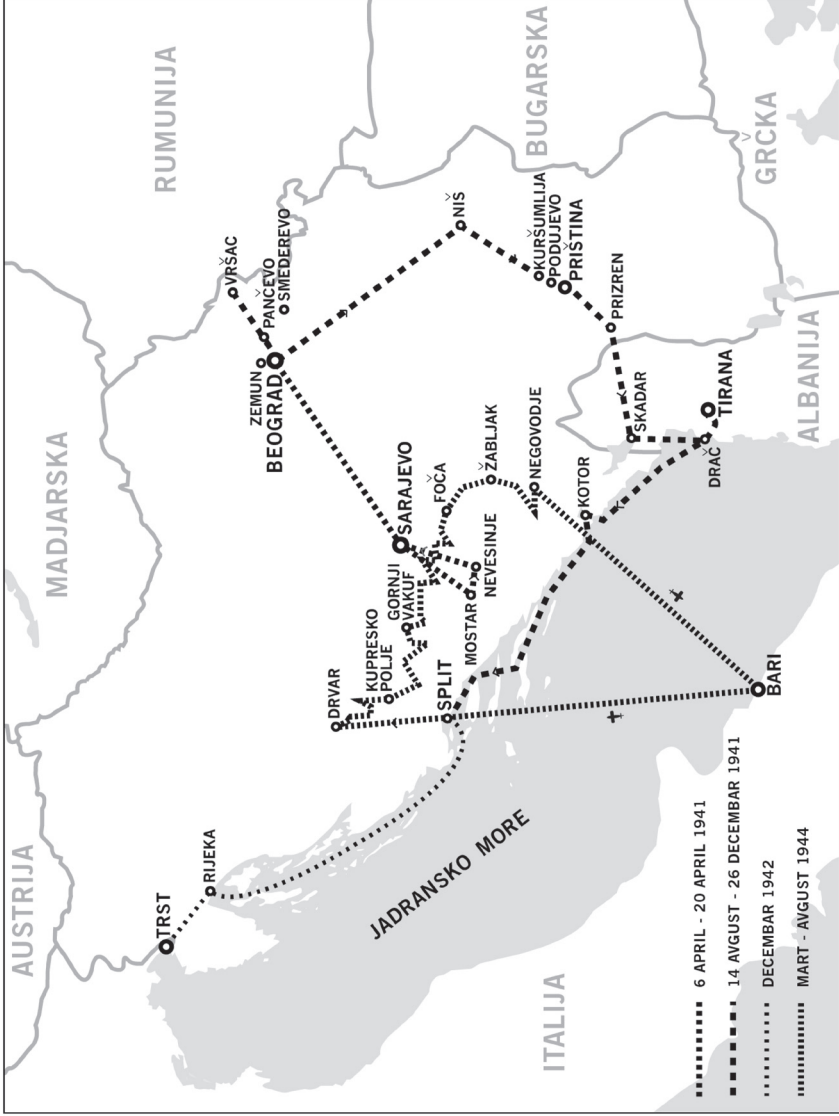 AUSTRIJA
MADJARSKA
RUMUNIJA
TRST
RIJEKA
VRŠAC
PANČEVO
SMEDEREVO
ZEMUN
BEOGRAD
DRVAR
KUPRESKO
POLJE
GORNJI
VAKUF
SARAJEVO
FOČA
NIŠ
SPLIT
MOSTAR
NEVESINJE
ŽABLJAK
NEGOVODJE
KURŠUMLIJA
PODUJEVO
PRIŠTINA
BUGARSKA
JADRANSKO MORE
KOTOR
SKADAR
PRIZREN
DRAČ
TIRANA
ALBANIJA
GRČKA
ITALIJA
BARI
6 APRIL - 20 APRIL 1941
14 AVGUST - 26 DECEMBAR 1941
DECEMBAR 1942
MART - AVGUST 1944